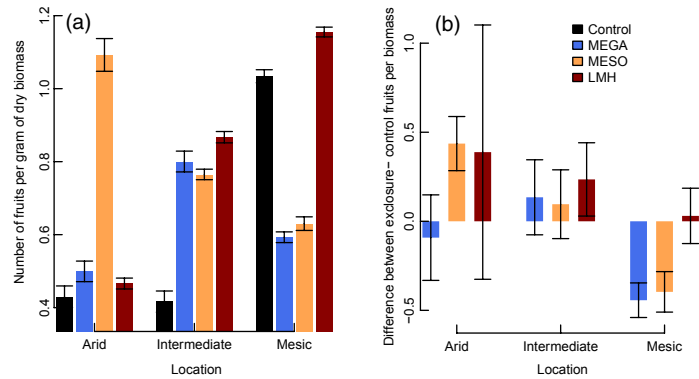 (a)
Number of fruits per gram of dry biomass
1.2
1.0
0.8
0.6
0.4
Arid
Intermediate
Mesic
Location
(b)
Control
MEGA
MESO
LMH
Difference between exclosure− control fruits per biomass
1.0
0.5
0.0
−0.5
Arid
Intermediate
Mesic
Location